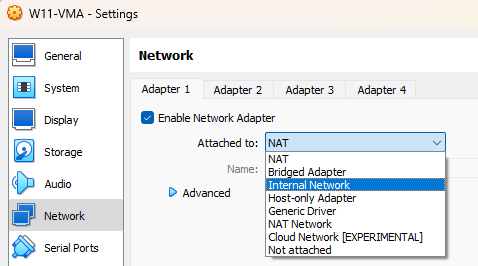 W11-VMA - Settings
General
System
Display
Storage
Audio
Network
Serial Ports
Network
Adapter 1
Adapter 2
Adapter 3
Adapter 4
Enable Network Adapter
Attached to: NAT
NAT
Bridged Adapter
Internal Network
Host-only Adapter
Generic Driver
NAT Network
Cloud Network [EXPERIMENTAL]
Not attached
Name:
Advanced